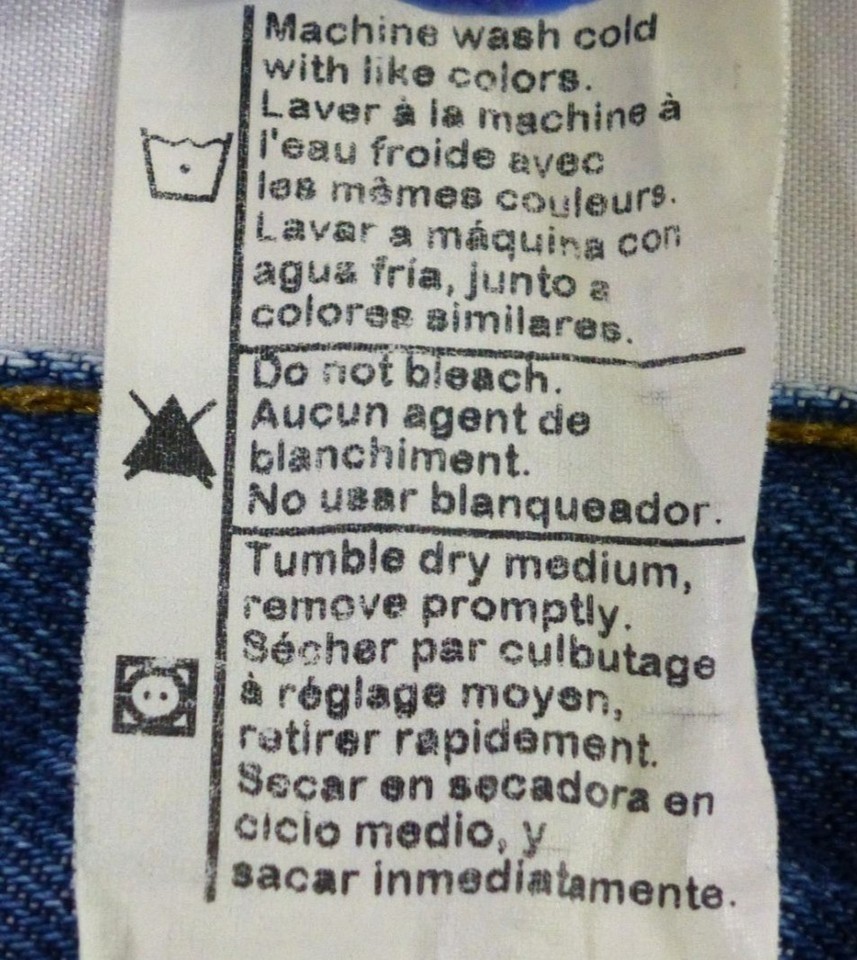 Machine wash cold
with like colors.
Laver à la machine à
l'eau froide avec
les mêmes couleurs.
Lavar a máquina con
agua fría, junto a
colores similares.
Do not bleach.
Aucun agent de
blanchiment.
No usar blanqueador.
Tumble dry medium,
remove promptly.
Sécher par culbutage
à réglage moyen,
retirer rapidement.
Secar en secadora en
ciclo medio, y
sacar inmediatamente.